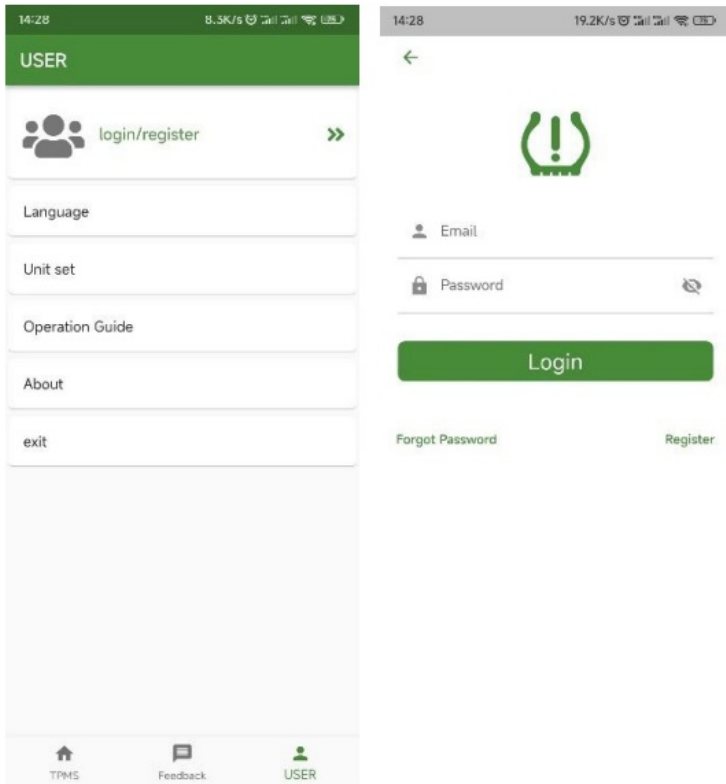 14:28
8.3K/s
USER
login/register
Language
Unit set
Operation Guide
About
exit
TPMS
Feedback
USER
14:28
19.2K/s
Email
Password
Login
Forgot Password
Register